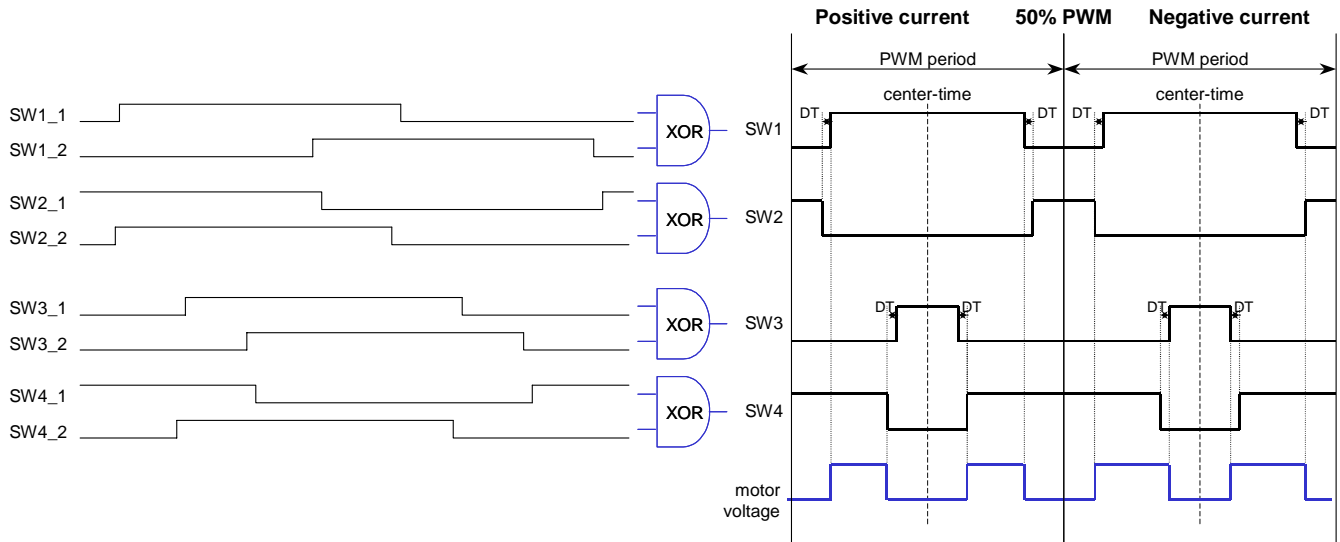 Positive current 50% PWM Negative current
PWM period PWM period
center-time center-time
SW1_1
SW1_2
XOR
SW1
DT DT DT DT
SW2_1
SW2_2
XOR
SW2
SW3_1
SW3_2
XOR
SW3
DT DT DT DT
SW4_1
SW4_2
XOR
SW4
motor
voltage